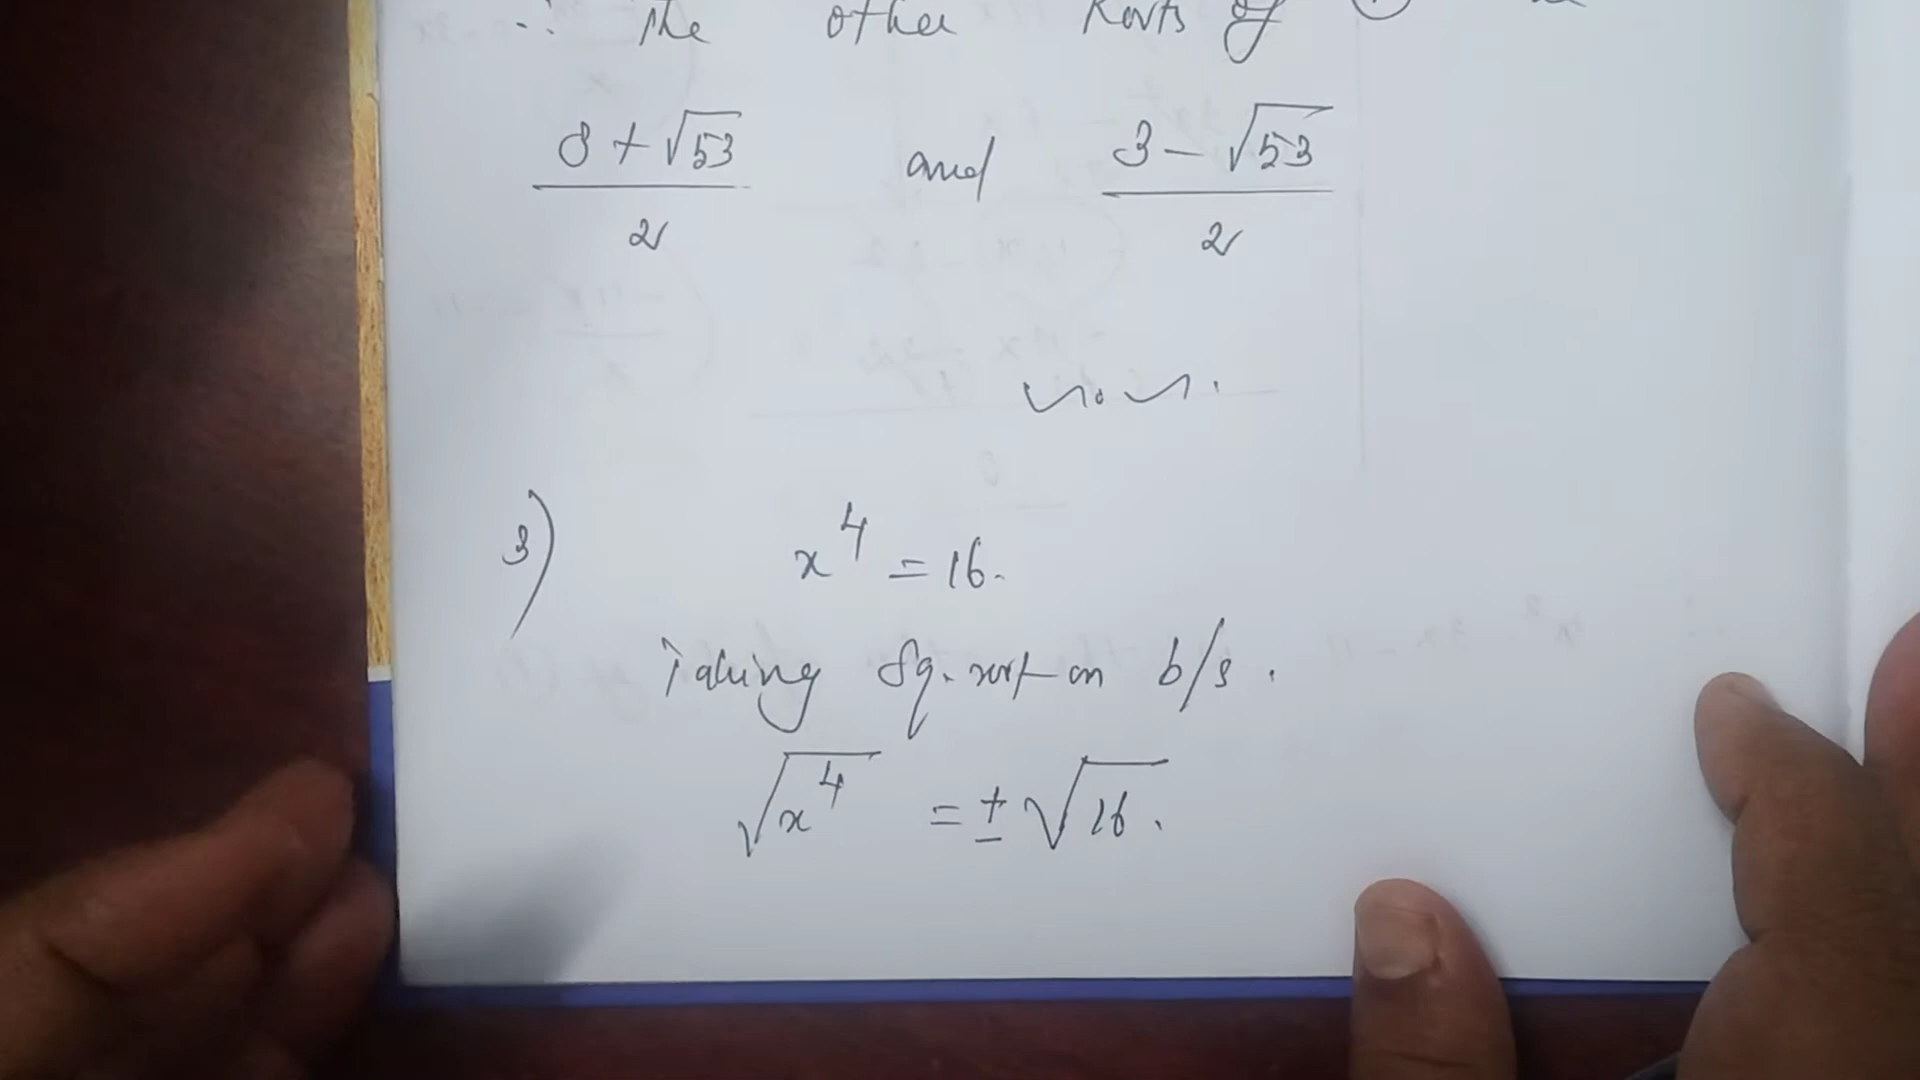 ∴ The other Roots of
3 + √53 / 2 and 3 - √53 / 2
3) x⁴ = 16.
Taking Sq. root on b/s.
√x⁴ = ± √16.